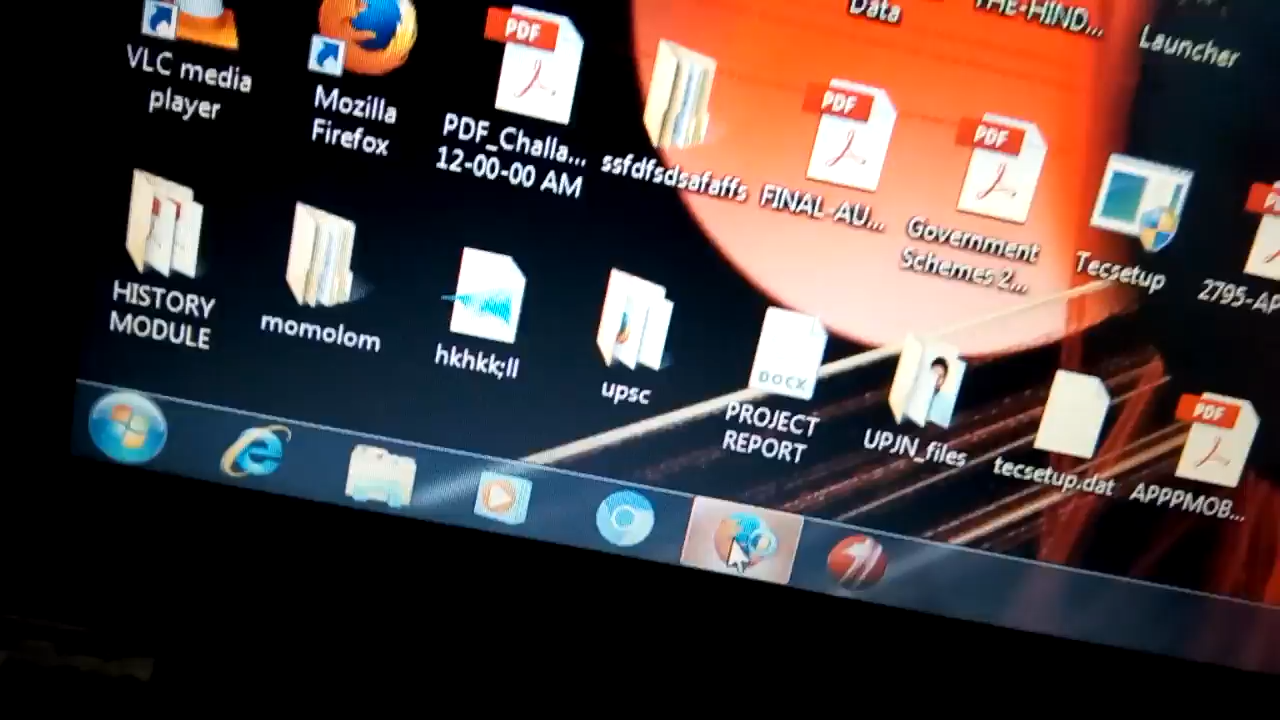 Data
THE-HIND...
Launcher
VLC media
player
Mozilla
Firefox
PDF
PDF_Challa...
12-00-00 AM
ssfdfsdsafaffs
PDF
FINAL-AU...
PDF
Government
Schemes 2...
Tecsetup
2795-AP
HISTORY
MODULE
momolom
hkhkk;ll
upsc
DOCX
PROJECT
REPORT
UPJN_files
tecsetup.dat
PDF
APPPMOB...